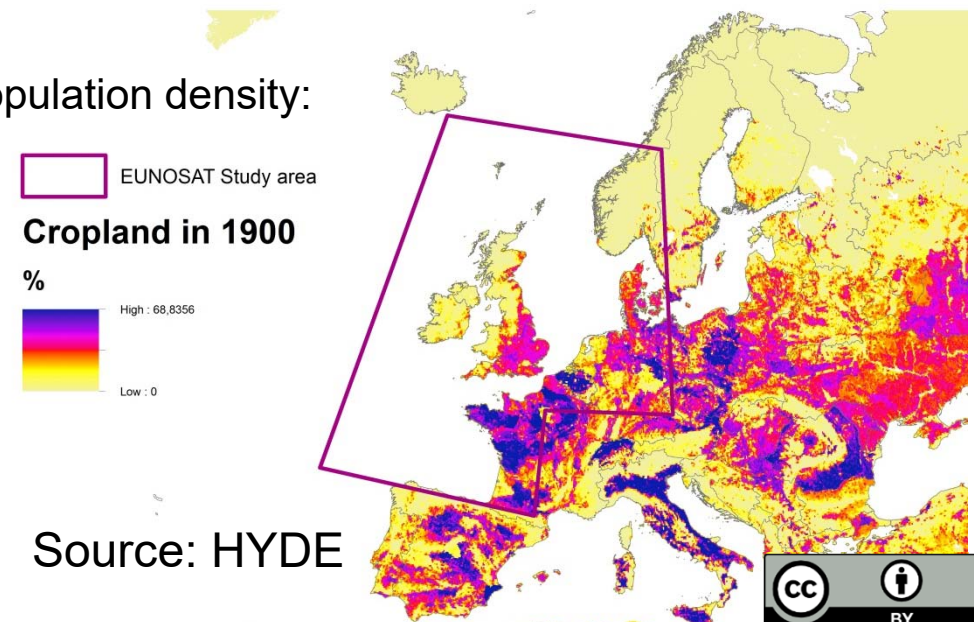 opulation density:
EUNOSAT Study area
Cropland in 1900
%
High : 68,8356
Low : 0
Source: HYDE
CC
BY